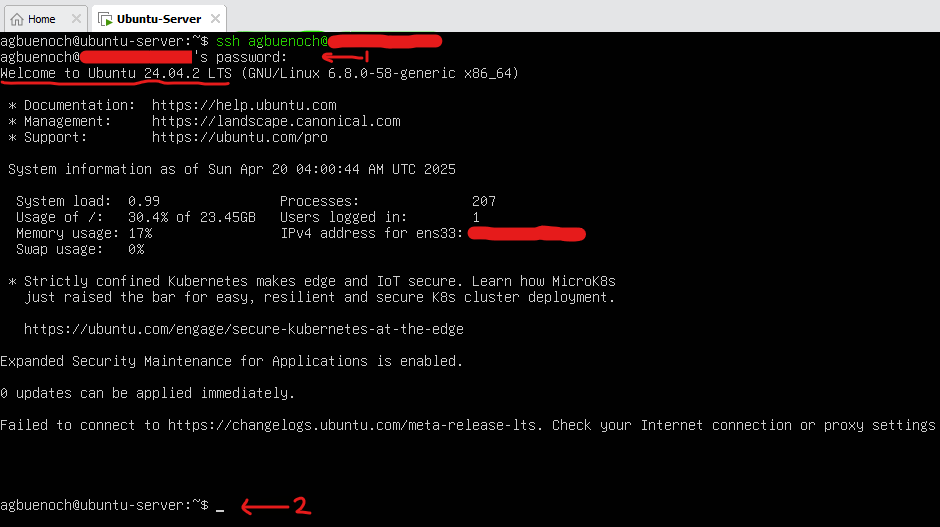 Home
Ubuntu-Server
agbuenoch@ubuntu-server:~$ ssh agbuenoch@
agbuenoch@ 's password: 1
Welcome to Ubuntu 24.04.2 LTS (GNU/Linux 6.8.0-58-generic x86_64)
* Documentation: https://help.ubuntu.com
* Management: https://landscape.canonical.com
* Support: https://ubuntu.com/pro
System information as of Sun Apr 20 04:00:44 AM UTC 2025
System load: 0.99 Processes: 207
Usage of /: 30.4% of 23.45GB Users logged in: 1
Memory usage: 17% IPv4 address for ens33:
Swap usage: 0%
* Strictly confined Kubernetes makes edge and IoT secure. Learn how MicroK8s
just raised the bar for easy, resilient and secure K8s cluster deployment.
https://ubuntu.com/engage/secure-kubernetes-at-the-edge
Expanded Security Maintenance for Applications is enabled.
0 updates can be applied immediately.
Failed to connect to https://changelogs.ubuntu.com/meta-release-lts. Check your Internet connection or proxy settings
agbuenoch@ubuntu-server:~$ _ 2